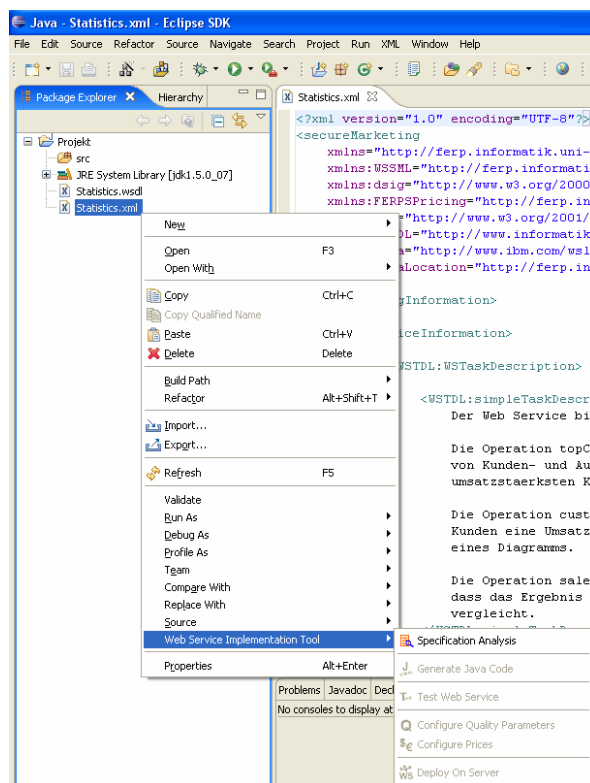 Java - Statistics.xml - Eclipse SDK
File Edit Source Refactor Source Navigate Search Project Run XML Window Help
Package Explorer Hierarchy
Projekt
src
JRE System Library [jdk1.5.0_07]
Statistics.wsdl
Statistics.xml
Statistics.xml
<?xml version="1.0" encoding="UTF-8"?>
<secureMarketing
xmlns="http://ferp.informatik.uni-
xmlns:WSSML="http://ferp.informati
xmlns:dsig="http://www.w3.org/2000
xmlns:FERPSPricing="http://ferp.in
="http://www.w3.org/2001/
DL="http://www.informatik
a="http://www.ibm.com/wsl
aLocation="http://ferp.in
gInformation>
iceInformation>
WSTDL:WSTaskDescription>
<WSTDL:simpleTaskDescr
Der Web Service bi
Die Operation topC
von Kunden- und Au
umsatzstaerksten K
Die Operation cust
Kunden eine Umsatz
eines Diagramms.
Die Operation sale
dass das Ergebnis
vergleicht.
New
Open F3
Open With
Copy Ctrl+C
Copy Qualified Name
Paste Ctrl+V
Delete Delete
Build Path
Refactor Alt+Shift+T
Import...
Export...
Refresh F5
Validate
Run As
Debug As
Profile As
Team
Compare With
Replace With
Source
Web Service Implementation Tool
Properties Alt+Enter
Specification Analysis
Generate Java Code
Test Web Service
Configure Quality Parameters
Configure Prices
Deploy On Server
Problems Javadoc Decl
No consoles to display at